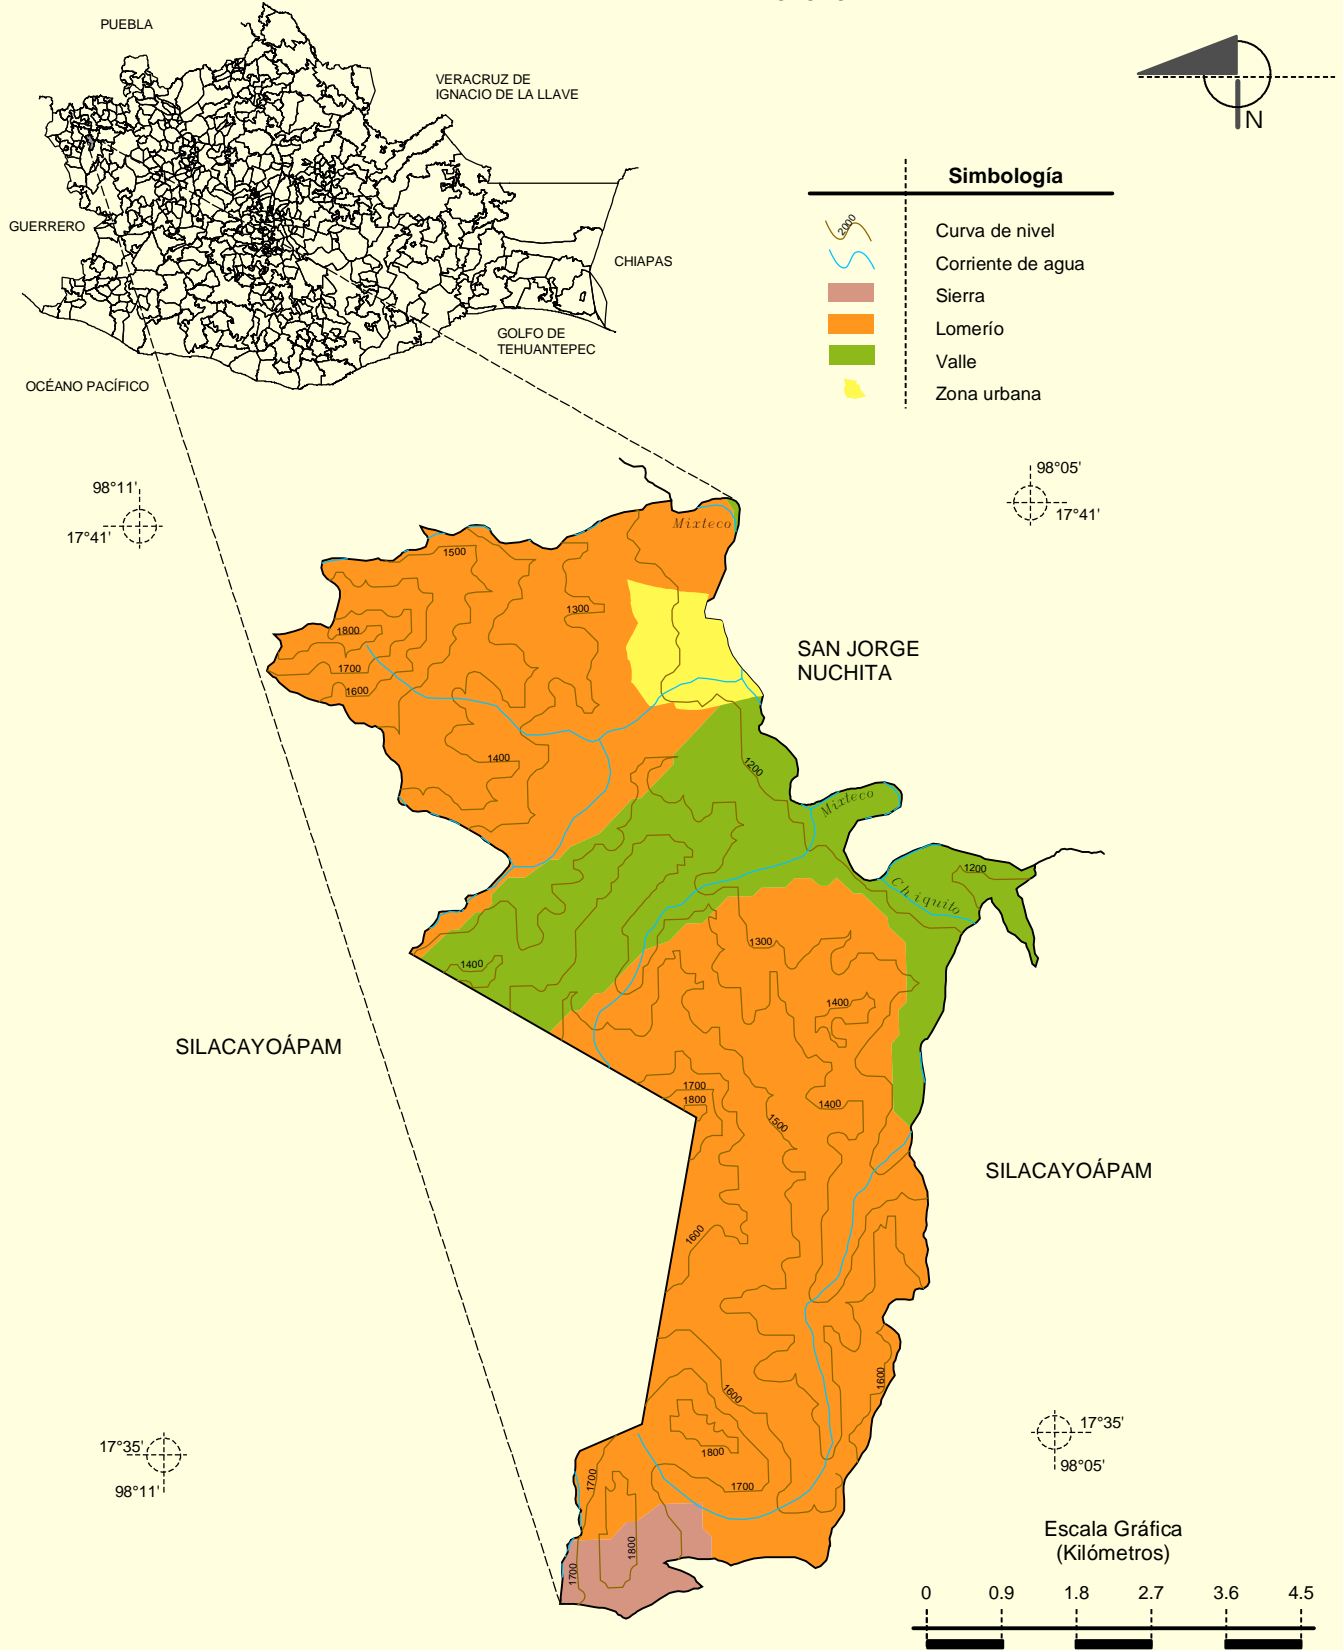 PUEBLA
VERACRUZ DE
IGNACIO DE LA LLAVE
GUERRERO
CHIAPAS
GOLFO DE
TEHUANTEPEC
OCÉANO PACÍFICO
N
Simbología
2000
Curva de nivel
Corriente de agua
Sierra
Lomerío
Valle
Zona urbana
98°11'
17°41'
98°05'
17°41'
Mixteco
1500
1300
1800
1700
1600
SAN JORGE
NUCHITA
1400
1200
Mixteco
1200
Chiquito
1300
1400
1400
SILACAYOÁPAM
1700
1800
1400
1500
SILACAYOÁPAM
1600
1600
1600
1800
1700
1700
1800
1700
17°35'
98°11'
17°35'
98°05'
Escala Gráfica
(Kilómetros)
0 0.9 1.8 2.7 3.6 4.5